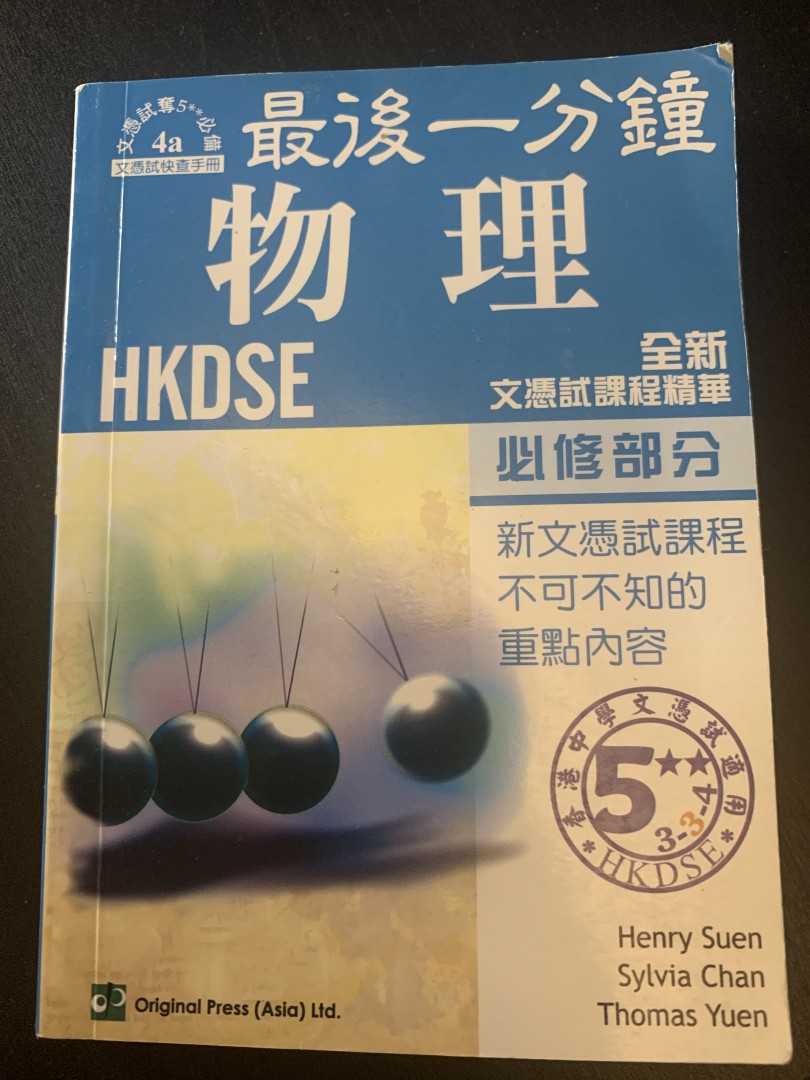 文憑試奪5**必備
4a
文憑試快查手冊
最後一分鐘
物理
HKDSE
全新
文憑試課程精華
必修部分
新文憑試課程
不可不知的
重點內容
香港中學文憑試適用
5★★
3-3-4
*HKDSE*
Henry Suen
Sylvia Chan
Thomas Yuen
op Original Press (Asia) Ltd.